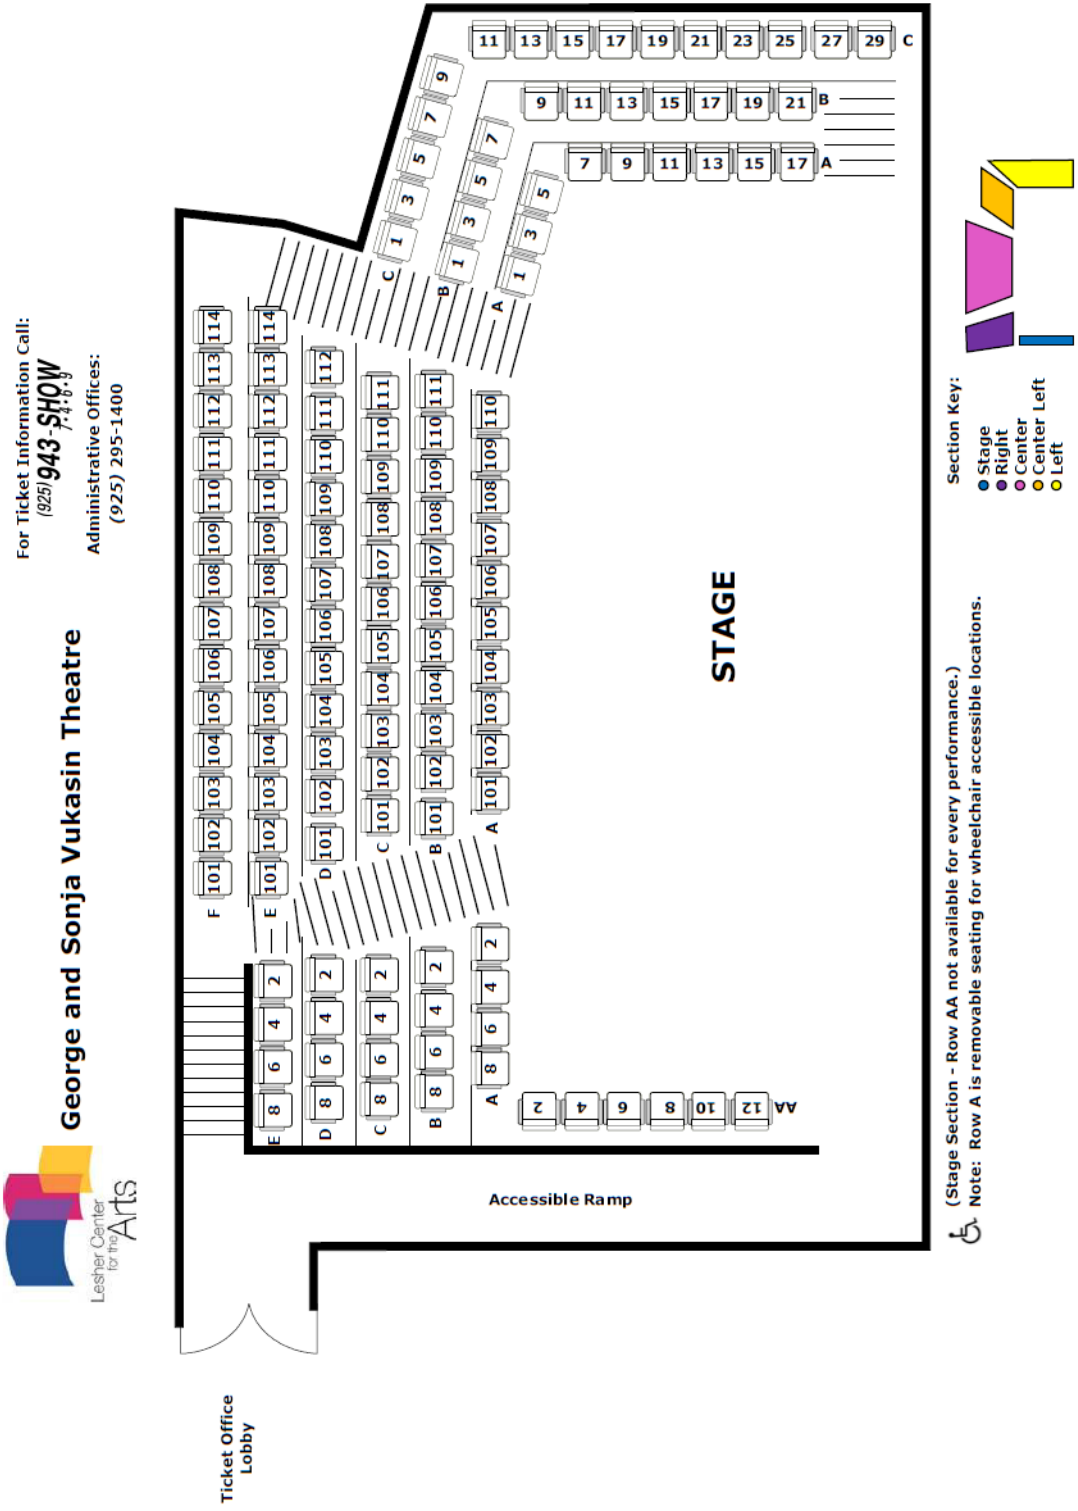 Lesher Center
for the
Arts
George and Sonja Vukasin Theatre
For Ticket Information Call:
(925) 943-SHOW
7-4-6-9
Administrative Offices:
(925) 295-1400
Ticket Office
Lobby
F 101 102 103 104 105 106 107 108 109 110 111 112 113 114
E 8 6 4 2 E 101 102 103 104 105 106 107 108 109 110 111 112 113 114
D 8 6 4 2 D 101 102 103 104 105 106 107 108 109 110 111 112
C 8 6 4 2 C 101 102 103 104 105 106 107 108 109 110 111 C 1 3 5 7 9
B 8 6 4 2 B 101 102 103 104 105 106 107 108 109 110 111 B 1 3 5 7
A 8 6 4 2 A 101 102 103 104 105 106 107 108 109 110 A 1 3 5
11 13 15 17 19 21 23 25 27 29 C
9 11 13 15 17 19 21 B
7 9 11 13 15 17 A
2 4 6 8 10 12 AA
Accessible Ramp
STAGE
(Stage Section - Row AA not available for every performance.)
Note: Row A is removable seating for wheelchair accessible locations.
Section Key:
Stage
Right
Center
Center Left
Left